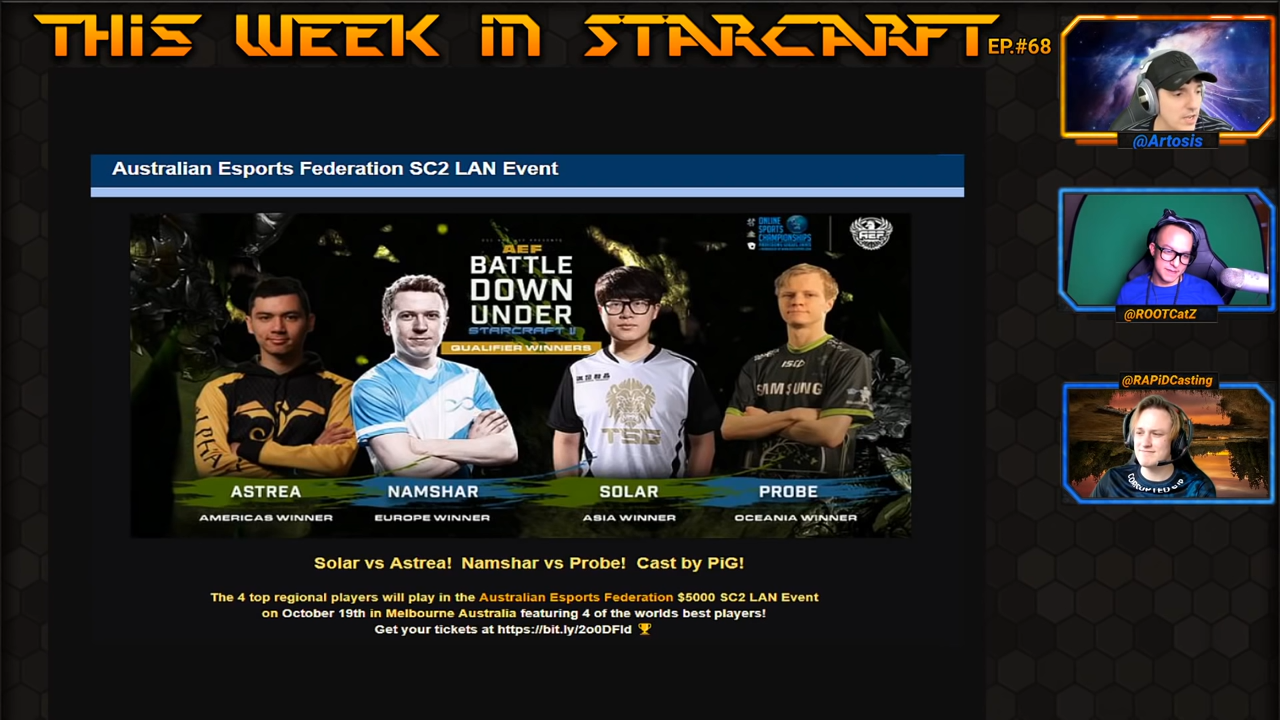 THiS WEEK in STARCARFT EP.#68
@Artosis
@ROOTCatZ
@RAPiDCasting
Australian Esports Federation SC2 LAN Event
ONLINE
SPORTS
CHAMPIONSHIPS
AEF
AEF
BATTLE
DOWN
UNDER
STARCRAFT II
QUALIFIER WINNERS
ALPHA
TSG
SAMSUNG
ASTREA
NAMSHAR
SOLAR
PROBE
AMERICAS WINNER
EUROPE WINNER
ASIA WINNER
OCEANIA WINNER
Solar vs Astrea! Namshar vs Probe! Cast by PiG!
The 4 top regional players will play in the Australian Esports Federation $5000 SC2 LAN Event
on October 19th in Melbourne Australia featuring 4 of the worlds best players!
Get your tickets at https://bit.ly/2o0DFld